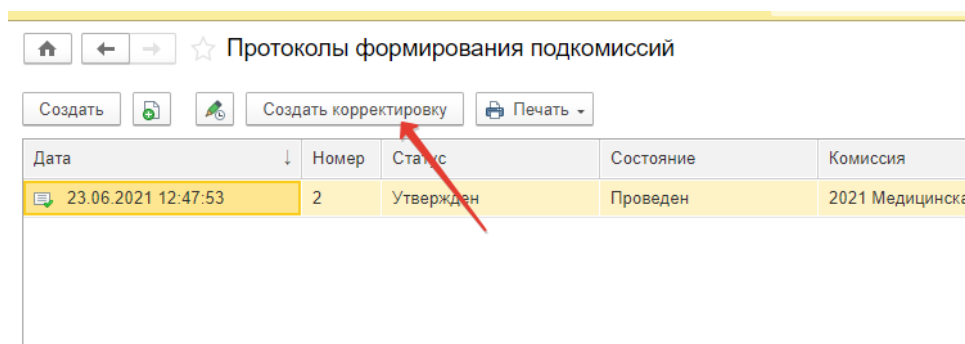 Протоколы формирования подкомиссий
Создать Создать корректировку Печать
Дата Номер Статус Состояние Комиссия
23.06.2021 12:47:53 2 Утвержден Проведен 2021 Медицинска